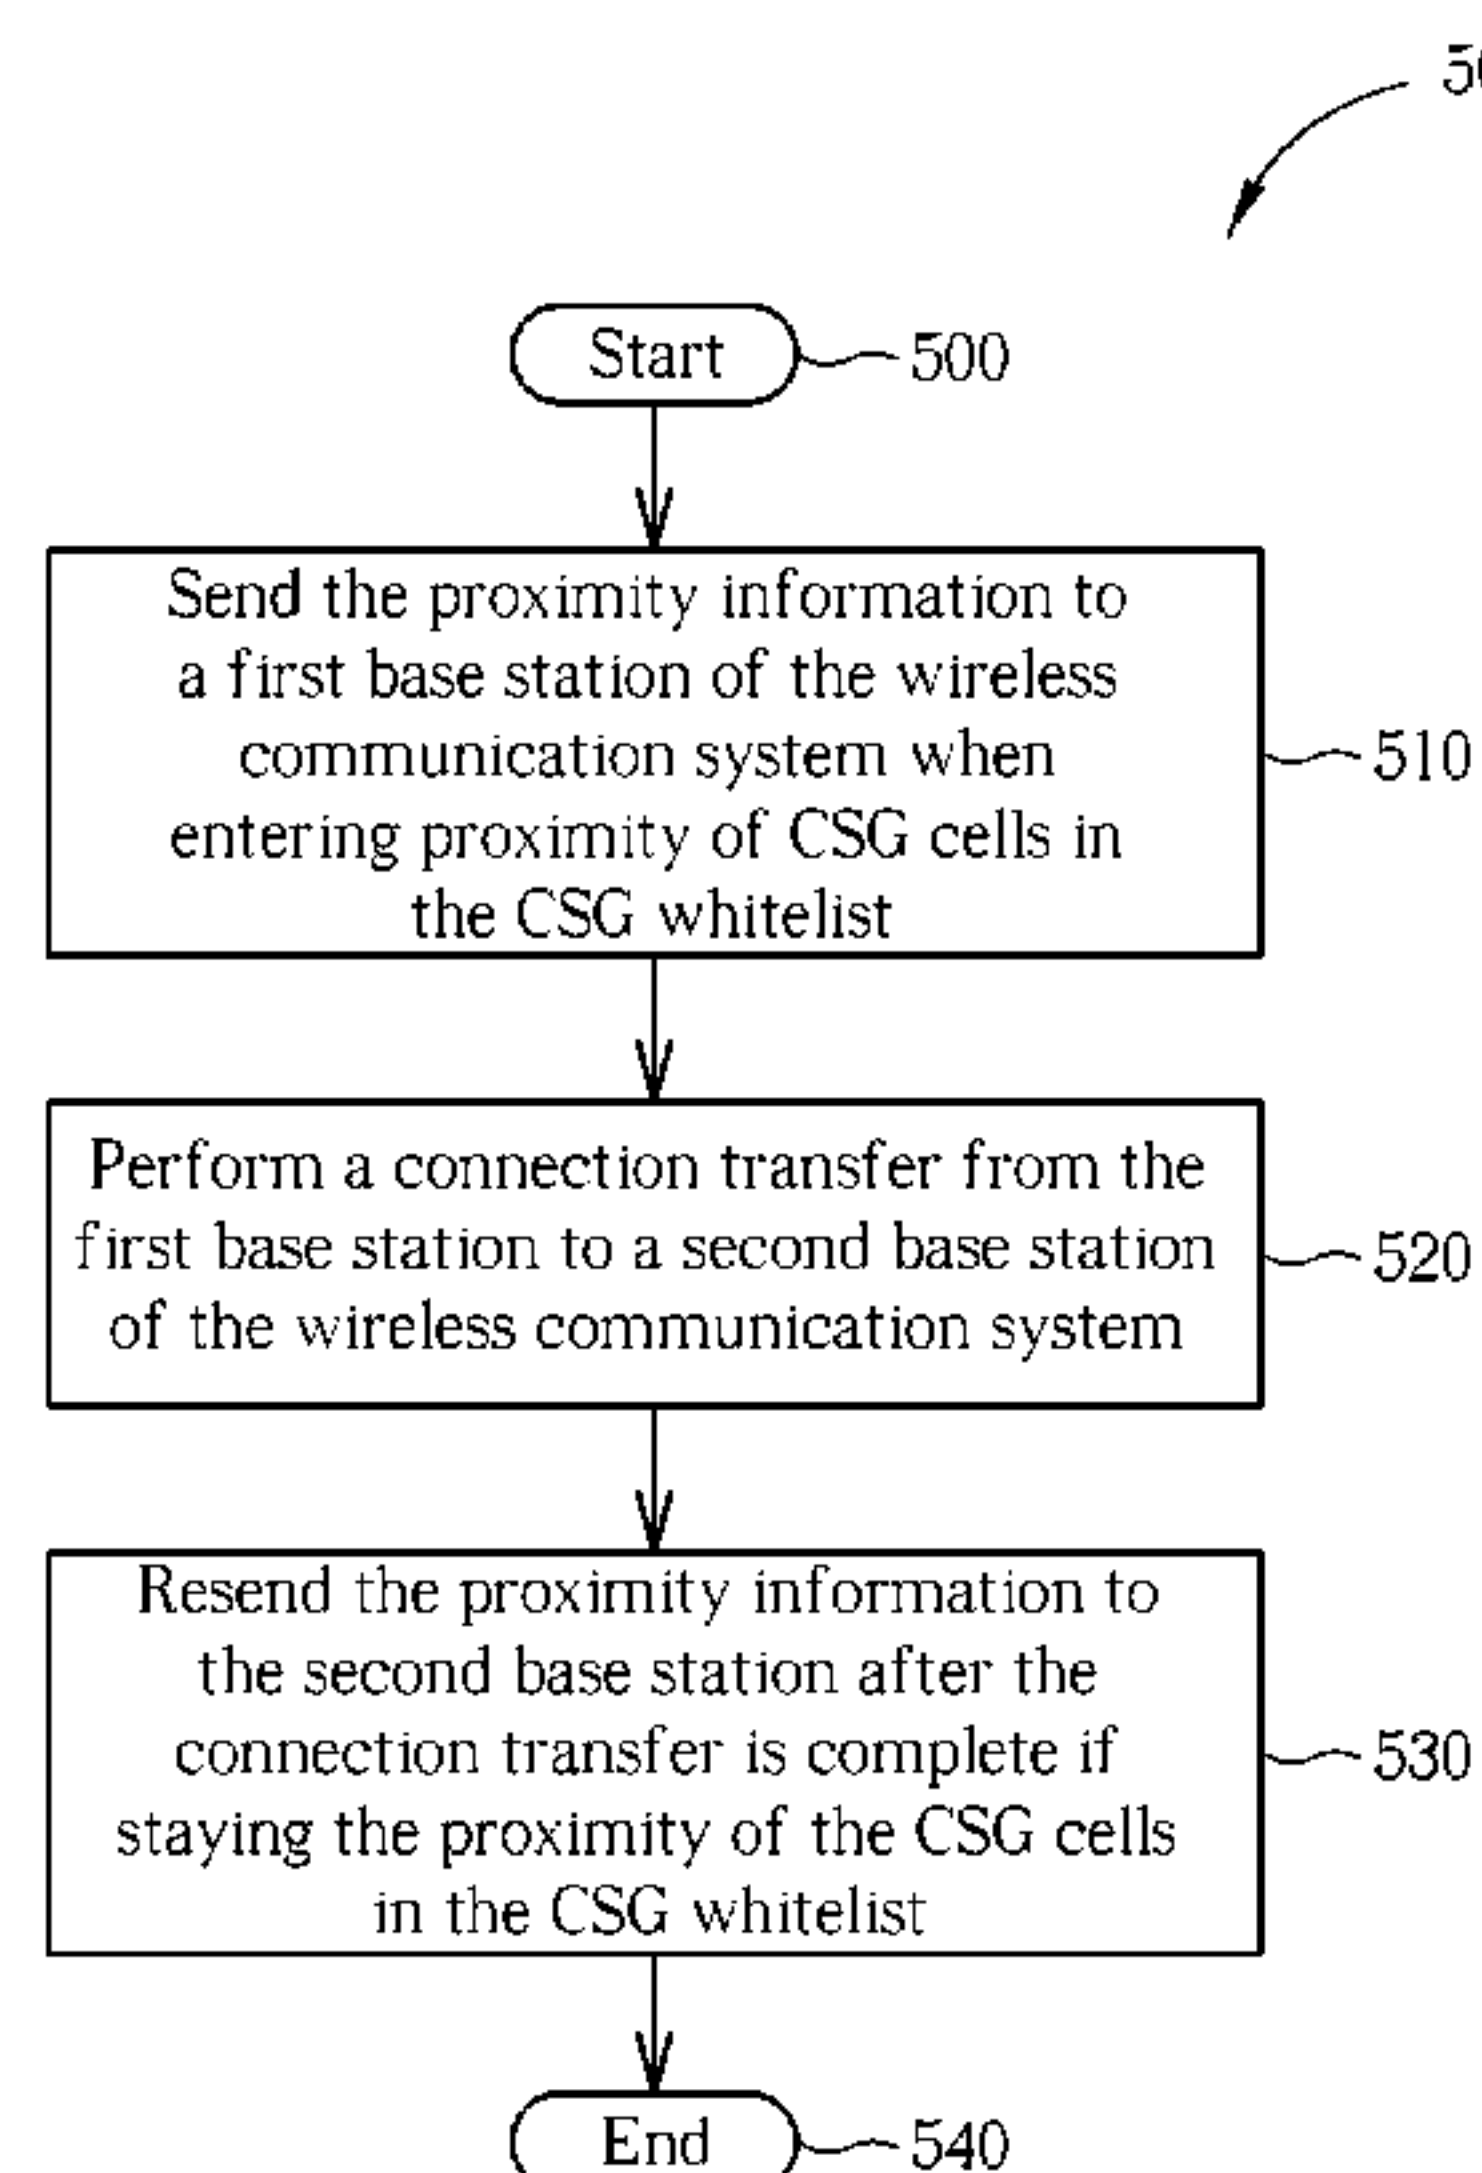 Start
500
Send the proximity information to
a first base station of the wireless
communication system when
entering proximity of CSG cells in
the CSG whitelist
510
Perform a connection transfer from the
first base station to a second base station
of the wireless communication system
520
Resend the proximity information to
the second base station after the
connection transfer is complete if
staying the proximity of the CSG cells
in the CSG whitelist
530
End
540